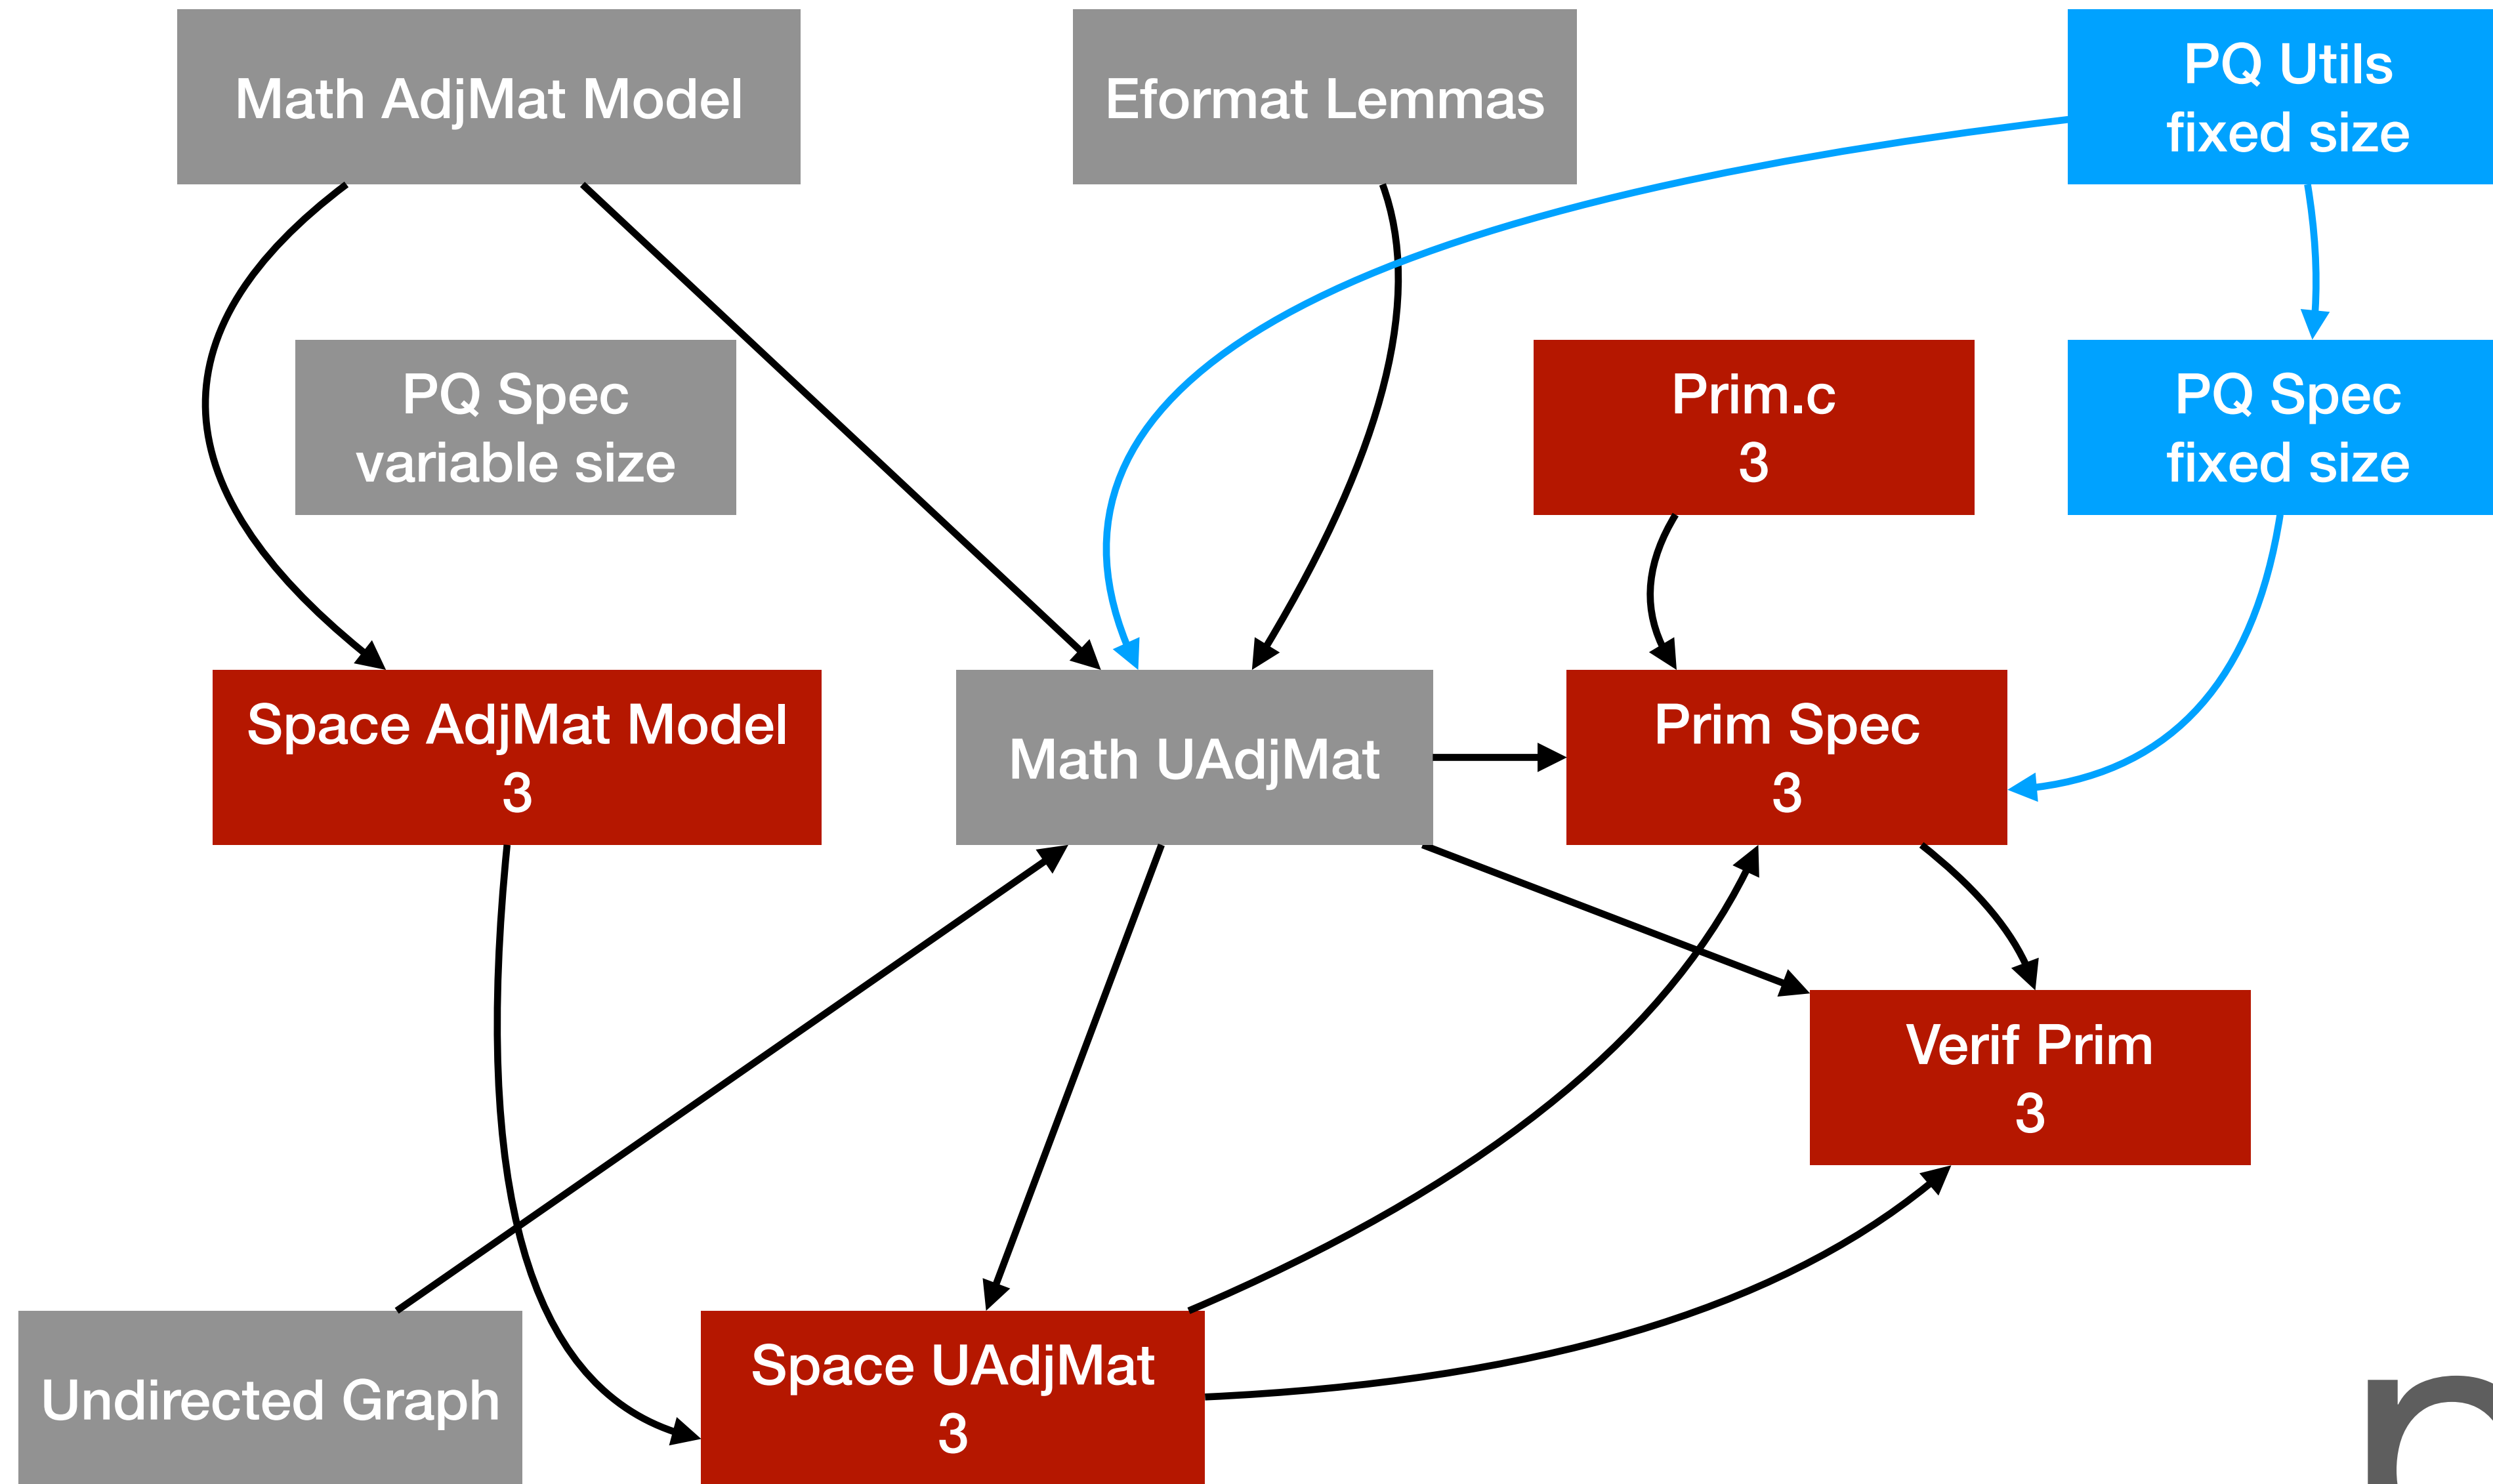 Math AdjMat Model
Eformat Lemmas
PQ Utils
fixed size
PQ Spec
variable size
Prim.c
3
PQ Spec
fixed size
Space AdjMat Model
3
Math UAdjMat
Prim Spec
3
Verif Prim
3
Undirected Graph
Space UAdjMat
3